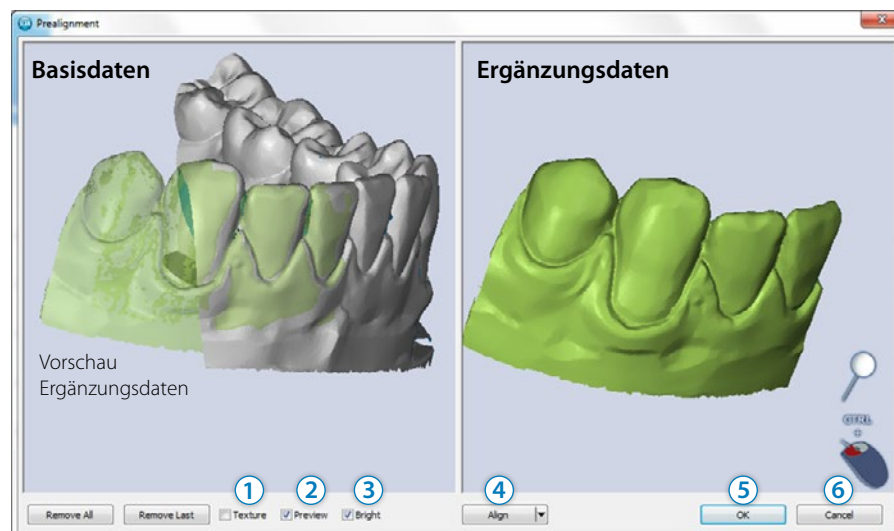 Prealignment
Basisdaten
Ergänzungsdaten
Vorschau
Ergänzungsdaten
CTRL
+
1 2 3 4 5 6
Remove All Remove Last Texture Preview Bright Align OK Cancel